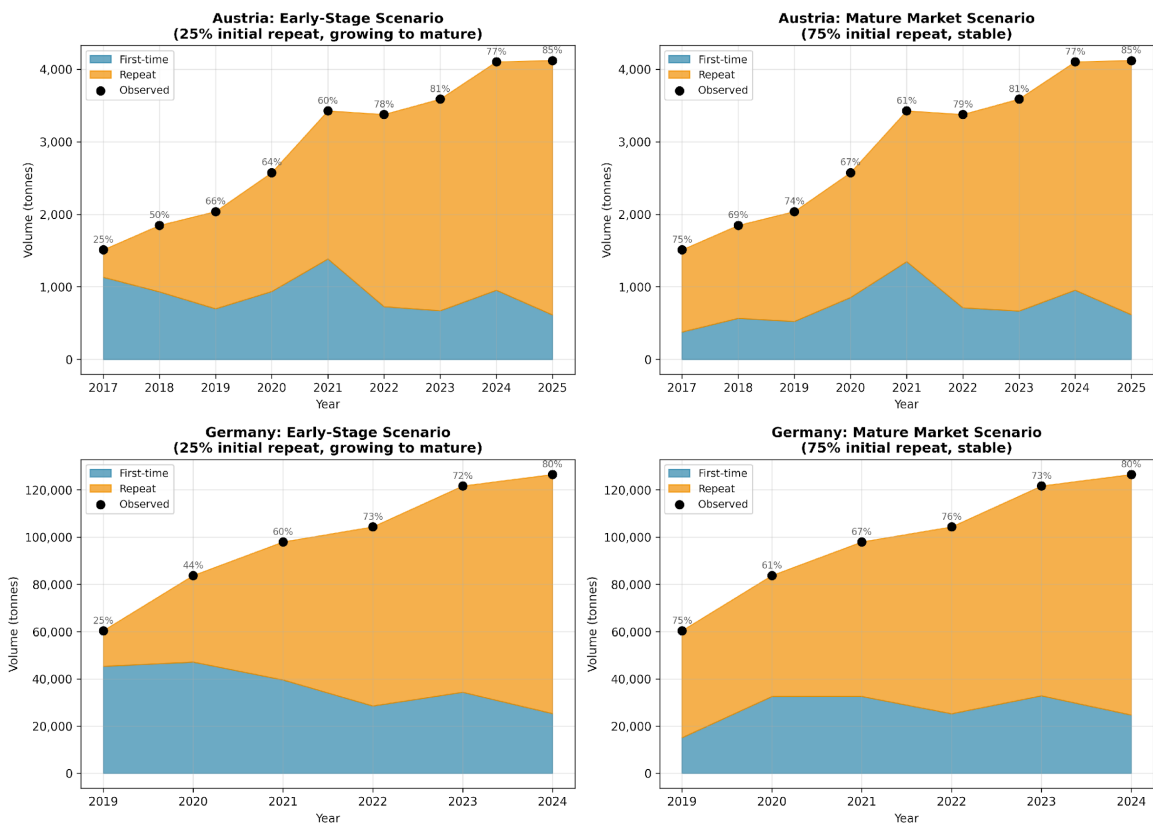 Austria: Early-Stage Scenario
(25% initial repeat, growing to mature)
First-time
Repeat
Observed
25%
50%
66%
64%
60%
78%
81%
77%
85%
4,000
3,000
2,000
1,000
0
Volume (tonnes)
2017 2018 2019 2020 2021 2022 2023 2024 2025
Year
Austria: Mature Market Scenario
(75% initial repeat, stable)
First-time
Repeat
Observed
75%
69%
74%
67%
61%
79%
81%
77%
85%
4,000
3,000
2,000
1,000
0
Volume (tonnes)
2017 2018 2019 2020 2021 2022 2023 2024 2025
Year
Germany: Early-Stage Scenario
(25% initial repeat, growing to mature)
First-time
Repeat
Observed
25%
44%
60%
73%
72%
80%
120,000
100,000
80,000
60,000
40,000
20,000
0
Volume (tonnes)
2019 2020 2021 2022 2023 2024
Year
Germany: Mature Market Scenario
(75% initial repeat, stable)
First-time
Repeat
Observed
75%
61%
67%
76%
73%
80%
120,000
100,000
80,000
60,000
40,000
20,000
0
Volume (tonnes)
2019 2020 2021 2022 2023 2024
Year